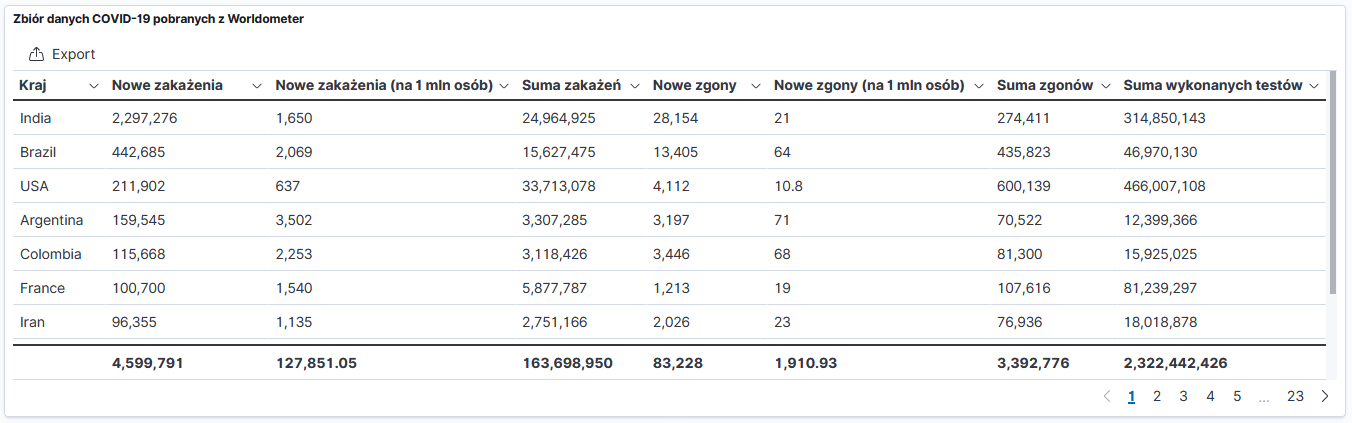 Zbiór danych COVID-19 pobranych z Worldometer
Export
Kraj Nowe zakażenia Nowe zakażenia (na 1 mln osób) Suma zakażeń Nowe zgony Nowe zgony (na 1 mln osób) Suma zgonów Suma wykonanych testów
India 2,297,276 1,650 24,964,925 28,154 21 274,411 314,850,143
Brazil 442,685 2,069 15,627,475 13,405 64 435,823 46,970,130
USA 211,902 637 33,713,078 4,112 10.8 600,139 466,007,108
Argentina 159,545 3,502 3,307,285 3,197 71 70,522 12,399,366
Colombia 115,668 2,253 3,118,426 3,446 68 81,300 15,925,025
France 100,700 1,540 5,877,787 1,213 19 107,616 81,239,297
Iran 96,355 1,135 2,751,166 2,026 23 76,936 18,018,878
4,599,791 127,851.05 163,698,950 83,228 1,910.93 3,392,776 2,322,442,426
1 2 3 4 5 ... 23